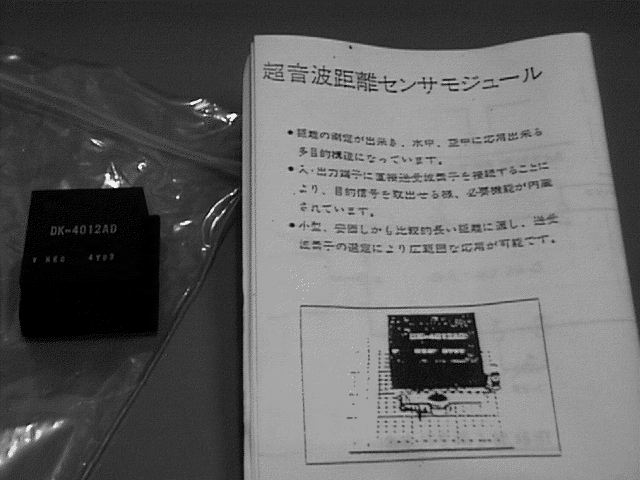 DK-4012AD
超音波距離センサモジュール
●距離の測定が出来き、水中、空中に応用出来る
多目的構造になっています。
●入・出力端子に直接送受波素子を接続することに
より、目的信号を取出せる様、必要機能が内蔵
されています。
●小型、安価しかも比較的長い距離に適し、送受
波素子の選定により広範囲な応用が可能です。